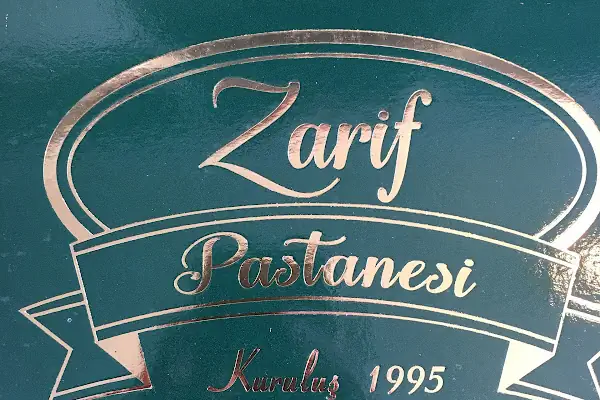 Zarif
Pastanesi
Kuruluş 1995